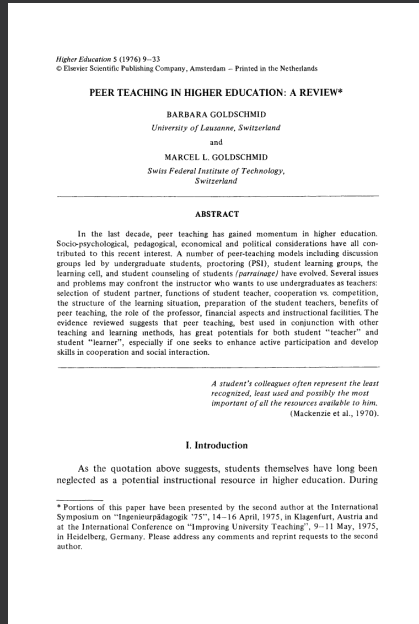 Higher Education 5 (1976) 9–33
© Elsevier Scientific Publishing Company, Amsterdam – Printed in the Netherlands
PEER TEACHING IN HIGHER EDUCATION: A REVIEW*
BARBARA GOLDSCHMID
University of Lausanne, Switzerland
and
MARCEL L. GOLDSCHMID
Swiss Federal Institute of Technology,
Switzerland
ABSTRACT
In the last decade, peer teaching has gained momentum in higher education.
Socio-psychological, pedagogical, economical and political considerations have all con-
tributed to this recent interest. A number of peer-teaching models including discussion
groups led by undergraduate students, proctoring (PSI), student learning groups, the
learning cell, and student counseling of students (parrainage) have evolved. Several issues
and problems may confront the instructor who wants to use undergraduates as teachers:
selection of student partner, functions of student teacher, cooperation vs. competition,
the structure of the learning situation, preparation of the student teachers, benefits of
peer teaching, the role of the professor, financial aspects and instructional facilities. The
evidence reviewed suggests that peer teaching, best used in conjunction with other
teaching and learning methods, has great potentials for both student “teacher” and
student “learner”, especially if one seeks to enhance active participation and develop
skills in cooperation and social interaction.
A student's colleagues often represent the least
recognized, least used and possibly the most
important of all the resources available to him.
(Mackenzie et al., 1970).
I. Introduction
As the quotation above suggests, students themselves have long been
neglected as a potential instructional resource in higher education. During
* Portions of this paper have been presented by the second author at the International
Symposium on “Ingenieurpädagogik ’75”, 14–16 April, 1975, in Klagenfurt, Austria and
at the International Conference on “Improving University Teaching”, 9–11 May, 1975,
in Heidelberg, Germany. Please address any comments and reprint requests to the second
author.